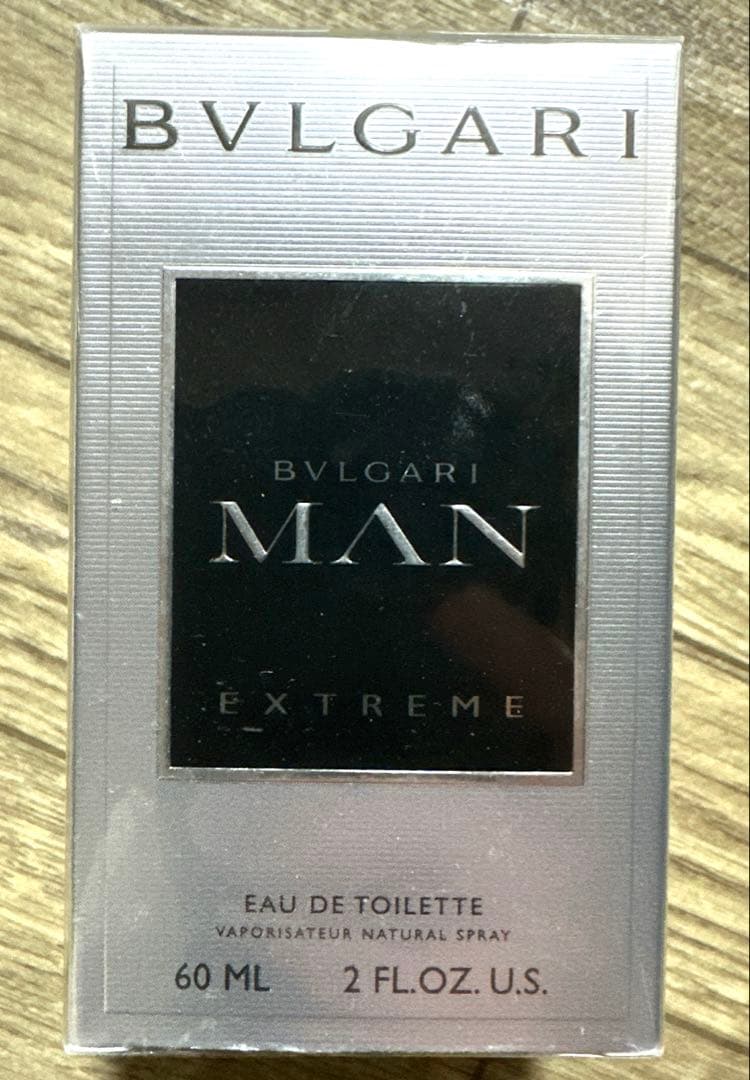 BVLGARI
BVLGARI
MAN
EXTREME
EAU DE TOILETTE
VAPORISATEUR NATURAL SPRAY
60 ML 2 FL.OZ. U.S.